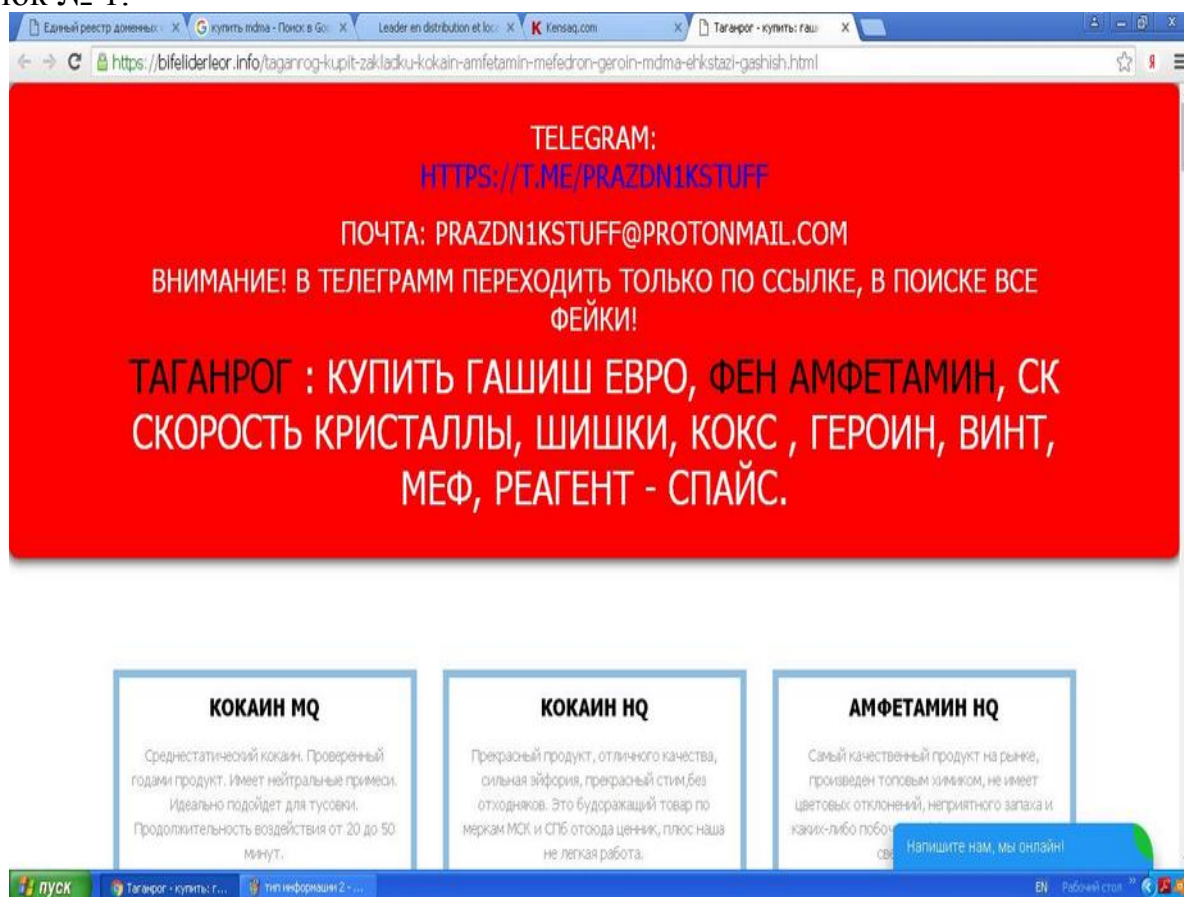 нок № 1.
Единый реестр доменных
купить mdma - Поиск в Goo
Leader en distribution et loc
Kensaq.com
Таганрог - купить: гаш
https://bifeliderleor.info/taganrog-kupit-zakladku-kokain-amfetamin-mefedron-geroin-mdma-ehkstazi-gashish.html
TELEGRAM:
HTTPS://T.ME/PRAZDN1KSTUFF
ПОЧТА: PRAZDN1KSTUFF@PROTONMAIL.COM
ВНИМАНИЕ! В ТЕЛЕГРАММ ПЕРЕХОДИТЬ ТОЛЬКО ПО ССЫЛКЕ, В ПОИСКЕ ВСЕ
ФЕЙКИ!
ТАГАНРОГ : КУПИТЬ ГАШИШ ЕВРО, ФЕН АМФЕТАМИН, СК
СКОРОСТЬ КРИСТАЛЛЫ, ШИШКИ, КОКС , ГЕРОИН, ВИНТ,
МЕФ, РЕАГЕНТ - СПАЙС.
КОКАИН MQ
Среднестатический кокаин. Проверенный
годами продукт. Имеет нейтральные примеси.
Идеально подойдет для тусовки.
Продолжительность воздействия от 20 до 50
минут.
КОКАИН HQ
Прекрасный продукт, отличного качества,
сильная эйфория, прекрасный стим,без
отходняков. Это будоражащий товар по
меркам МСК и СПБ отсюда ценник, плюс наша
не легкая работа.
АМФЕТАМИН HQ
Самый качественный продукт на рынке,
произведен топовым химиком, не имеет
цветовых отклонений, неприятного запаха и
каких-либо побоч
све
Напишите нам, мы онлайн!
пуск
Таганрог - купить: г...
тип информации 2 - ...
EN
Рабочий стол